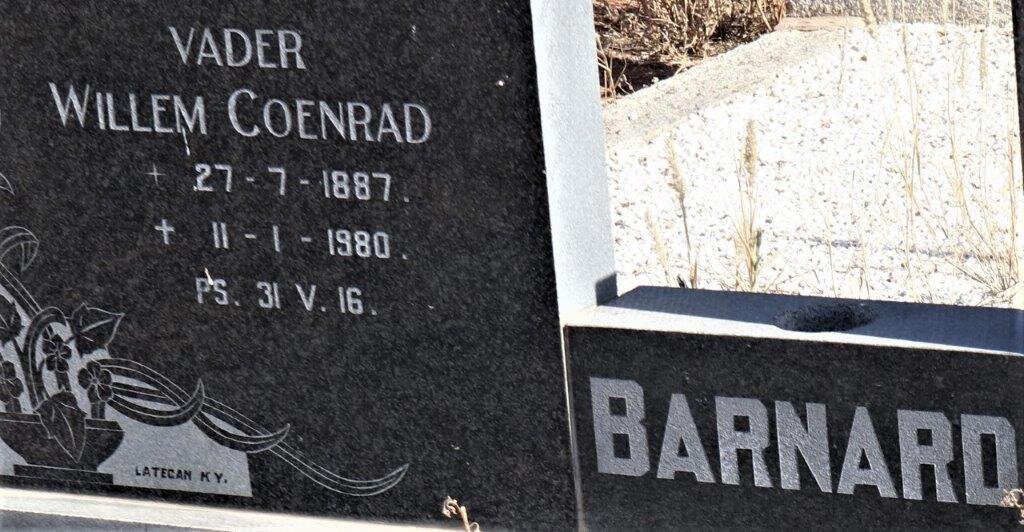 VADER
WILLEM COENRAD
+ 27 - 7 - 1887.
† 11 - 1 - 1980.
PS. 31 V. 16.
LATEGAN KY.
BARNARD